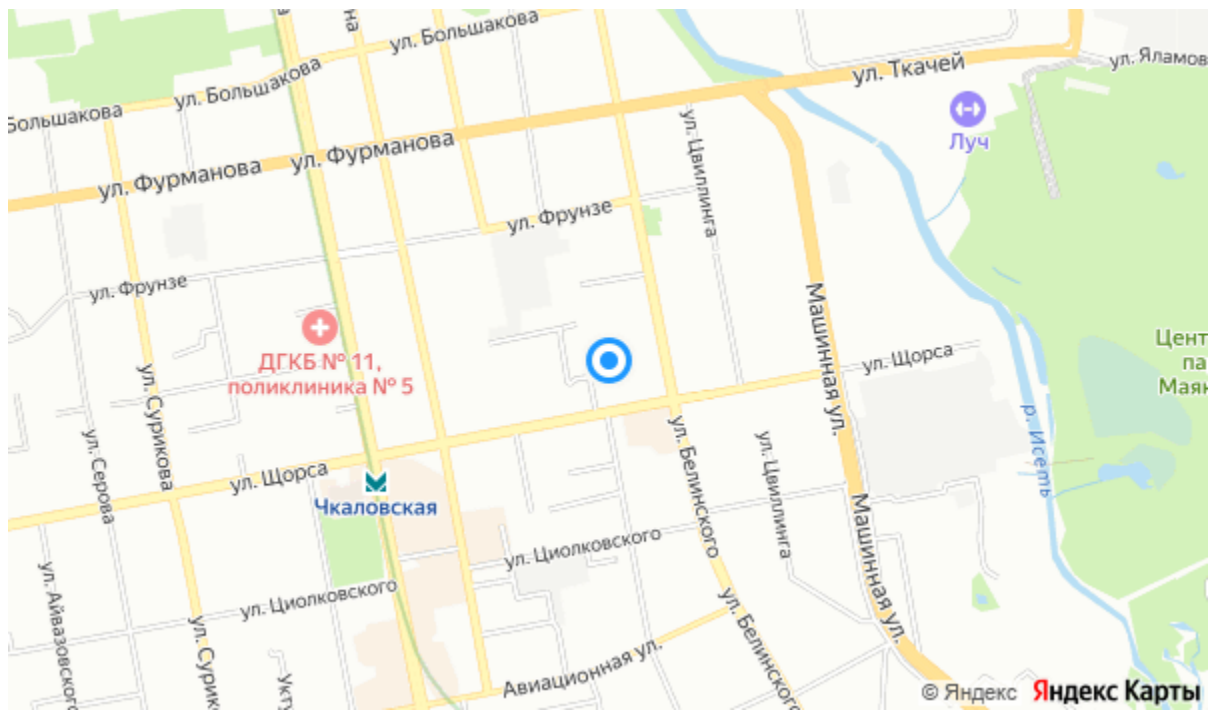 на
ул. Большакова
ул. Ткачей
ул. Яламов
ул. Большакова
Большакова
Луч
ул. Фурманова
ул. Фурманова
ул. Цвиллинга
ул. Фрунзе
ул. Фрунзе
Машинная ул.
ДГКБ № 11,
поликлиника № 5
ул. Щорса
Цент
па
Маяк
ул. Сурикова
ул. Серова
ул. Щорса
Чкаловская
ул. Белинского
ул. Цвиллинга
р. Исеть
Машинная ул.
ул. Циолковского
ул. Циолковского
ул. Айвазовского
ул. Сурик
Укту
Авиационная ул.
ул. Белинского
© Яндекс Яндекс Карты